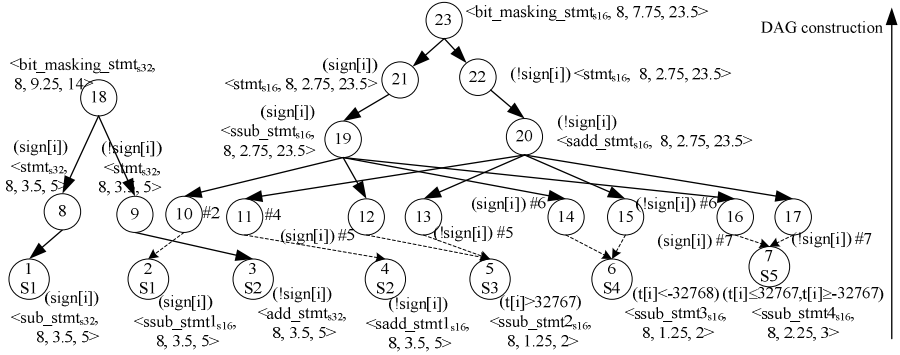 23
<bit_masking_stmts16, 8, 7.75, 23.5>
DAG construction
<bit_masking_stmts32,
8, 9.25, 14>
18
(sign[i])
<stmts16, 8, 2.75, 23.5>
21
22
(!sign[i]) <stmts16, 8, 2.75, 23.5>
(sign[i])
<ssub_stmts16,
8, 2.75, 23.5>
19
20
(!sign[i])
<sadd_stmts16, 8, 2.75, 23.5>
(sign[i])
<stmts32,
8, 3.5, 5>
(!sign[i])
<stmts32,
8, 3.5, 5>
8
9
10 #2
11 #4
12
13
(sign[i]) #6
14
15
(!sign[i]) #6
16
17
(sign[i]) #5
(!sign[i]) #5
(sign[i]) #7
(!sign[i]) #7
1
S1
2
S1
3
S2
4
S2
5
S3
6
S4
7
S5
(sign[i])
<sub_stmts32,
8, 3.5, 5>
(sign[i])
<ssub_stmt1s16,
8, 3.5, 5>
(!sign[i])
<add_stmts32,
8, 3.5, 5>
(!sign[i])
<sadd_stmt1s16,
8, 3.5, 5>
(t[i]>32767)
<ssub_stmt2s16,
8, 1.25, 2>
(t[i]<-32768)
<ssub_stmt3s16,
8, 1.25, 2>
(t[i]≤32767,t[i]≥-32767)
<ssub_stmt4s16,
8, 2.25, 3>